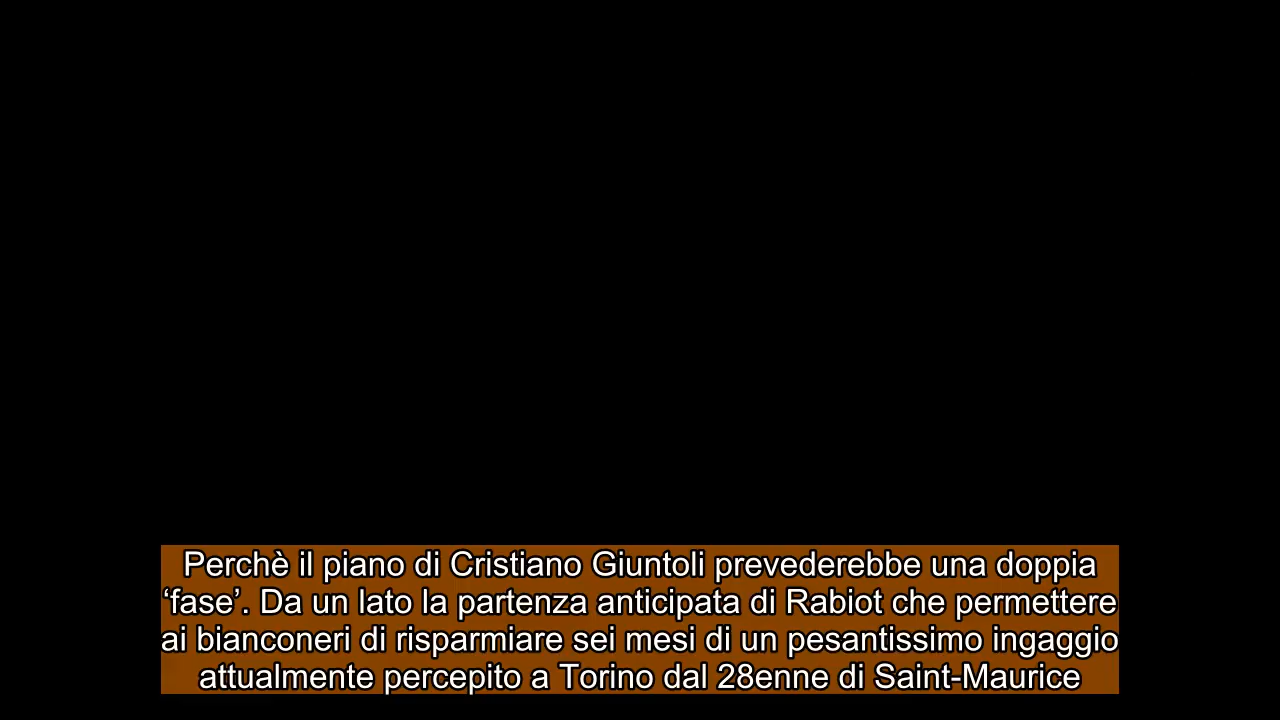 Perchè il piano di Cristiano Giuntoli prevederebbe una doppia
‘fase’. Da un lato la partenza anticipata di Rabiot che permettere
ai bianconeri di risparmiare sei mesi di un pesantissimo ingaggio
attualmente percepito a Torino dal 28enne di Saint-Maurice